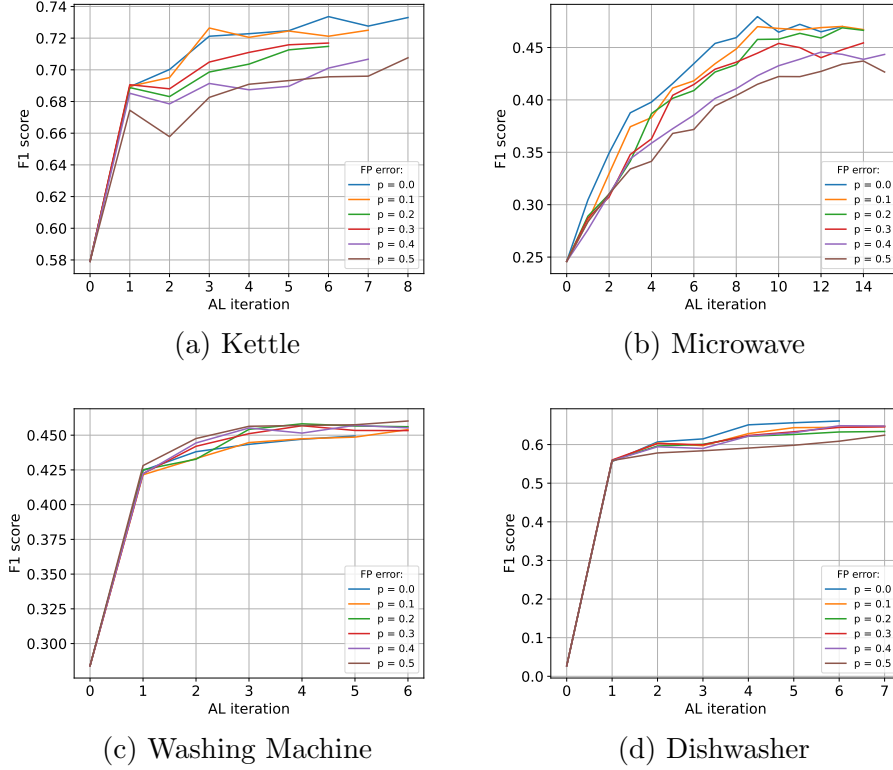 0.74
0.72
0.70
0.68
0.66
0.64
0.62
0.60
0.58
F1 score
0 1 2 3 4 5 6 7 8
AL iteration
FP error:
p = 0.0
p = 0.1
p = 0.2
p = 0.3
p = 0.4
p = 0.5
(a) Kettle
0.45
0.40
0.35
0.30
0.25
F1 score
0 2 4 6 8 10 12 14
AL iteration
FP error:
p = 0.0
p = 0.1
p = 0.2
p = 0.3
p = 0.4
p = 0.5
(b) Microwave
0.450
0.425
0.400
0.375
0.350
0.325
0.300
F1 score
0 1 2 3 4 5 6
AL iteration
FP error:
p = 0.0
p = 0.1
p = 0.2
p = 0.3
p = 0.4
p = 0.5
(c) Washing Machine
0.6
0.5
0.4
0.3
0.2
0.1
0.0
F1 score
0 1 2 3 4 5 6 7
AL iteration
FP error:
p = 0.0
p = 0.1
p = 0.2
p = 0.3
p = 0.4
p = 0.5
(d) Dishwasher